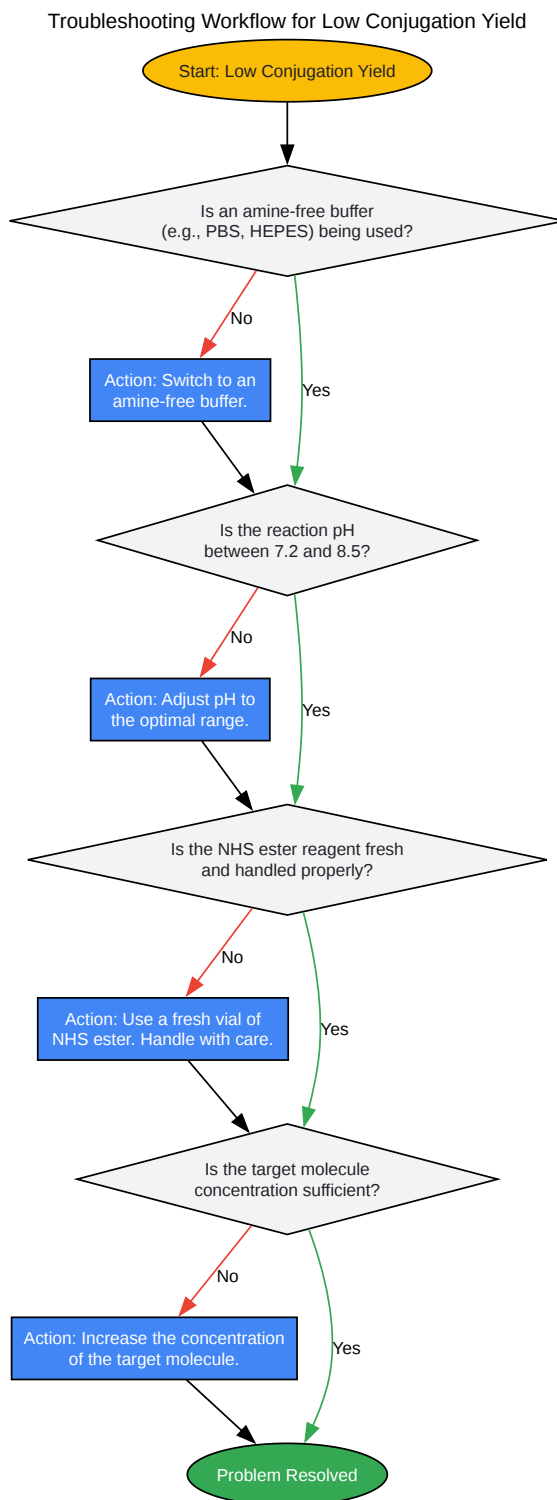 Troubleshooting Workflow for Low Conjugation Yield
Start: Low Conjugation Yield
Is an amine-free buffer
(e.g., PBS, HEPES) being used?
No
Yes
Action: Switch to an
amine-free buffer.
Is the reaction pH
between 7.2 and 8.5?
No
Yes
Action: Adjust pH to
the optimal range.
Is the NHS ester reagent fresh
and handled properly?
No
Yes
Action: Use a fresh vial of
NHS ester. Handle with care.
Is the target molecule
concentration sufficient?
No
Yes
Action: Increase the concentration
of the target molecule.
Problem Resolved